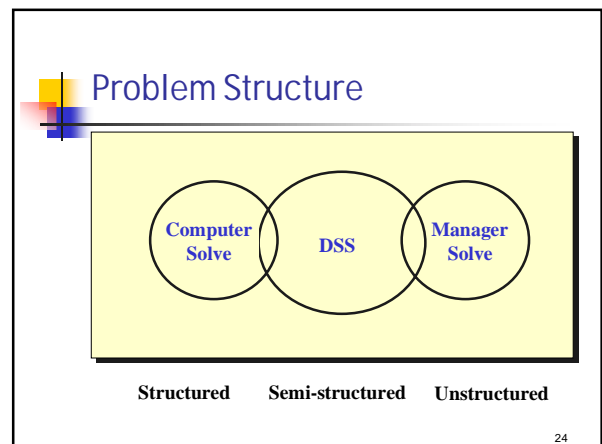 Problem Structure
Computer
Solve
DSS
Manager
Solve
Structured Semi-structured Unstructured
24